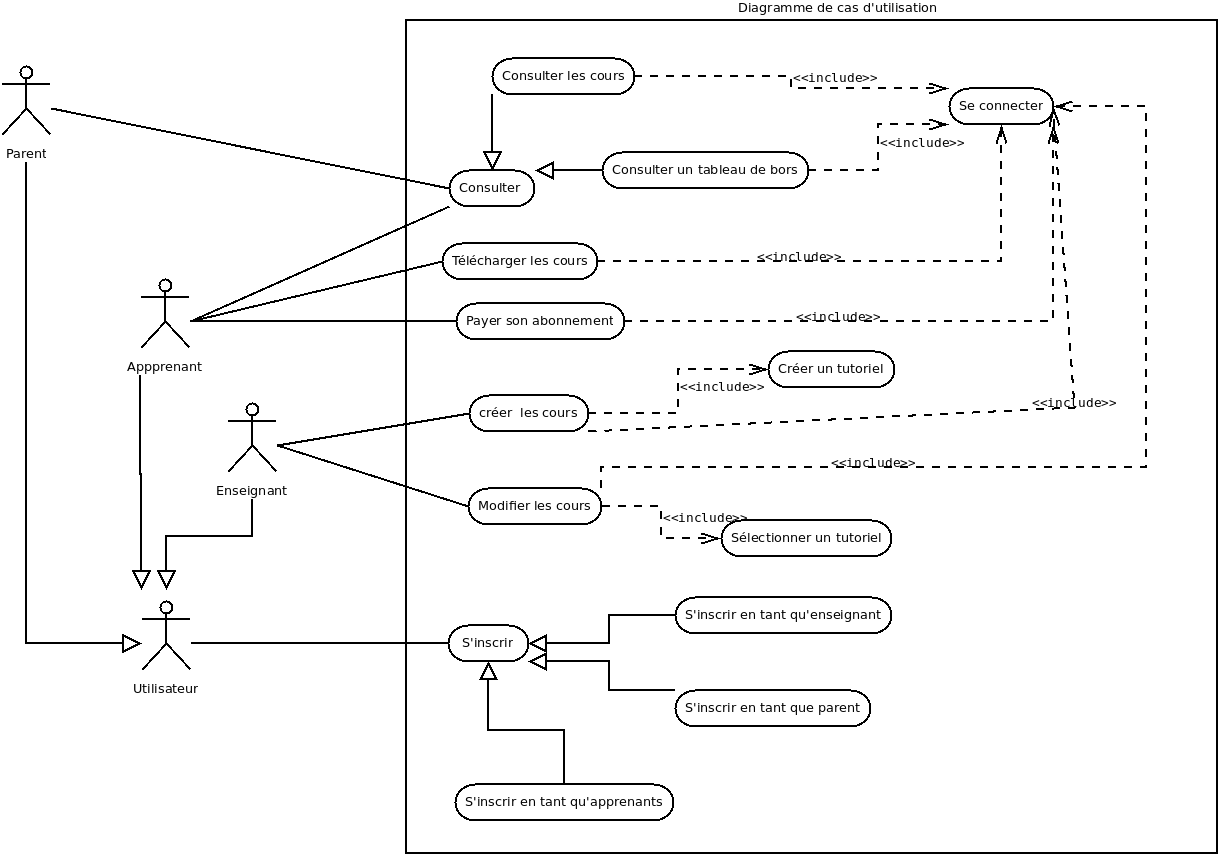 Diagramme de cas d'utilisation
Consulter les cours
<<include>>
Se connecter
Parent
<<include>>
Consulter un tableau de bors
Consulter
Télécharger les cours
<<include>>
Payer son abonnement
<<include>>
Appprenant
Créer un tutoriel
<<include>>
créer  les cours
<<include>>
Enseignant
<<include>>
Modifier les cours
<<include>>
Sélectionner un tutoriel
S'inscrire en tant qu'enseignant
S'inscrir
Utilisateur
S'inscrir en tant que parent
S'inscrir en tant qu'apprenants